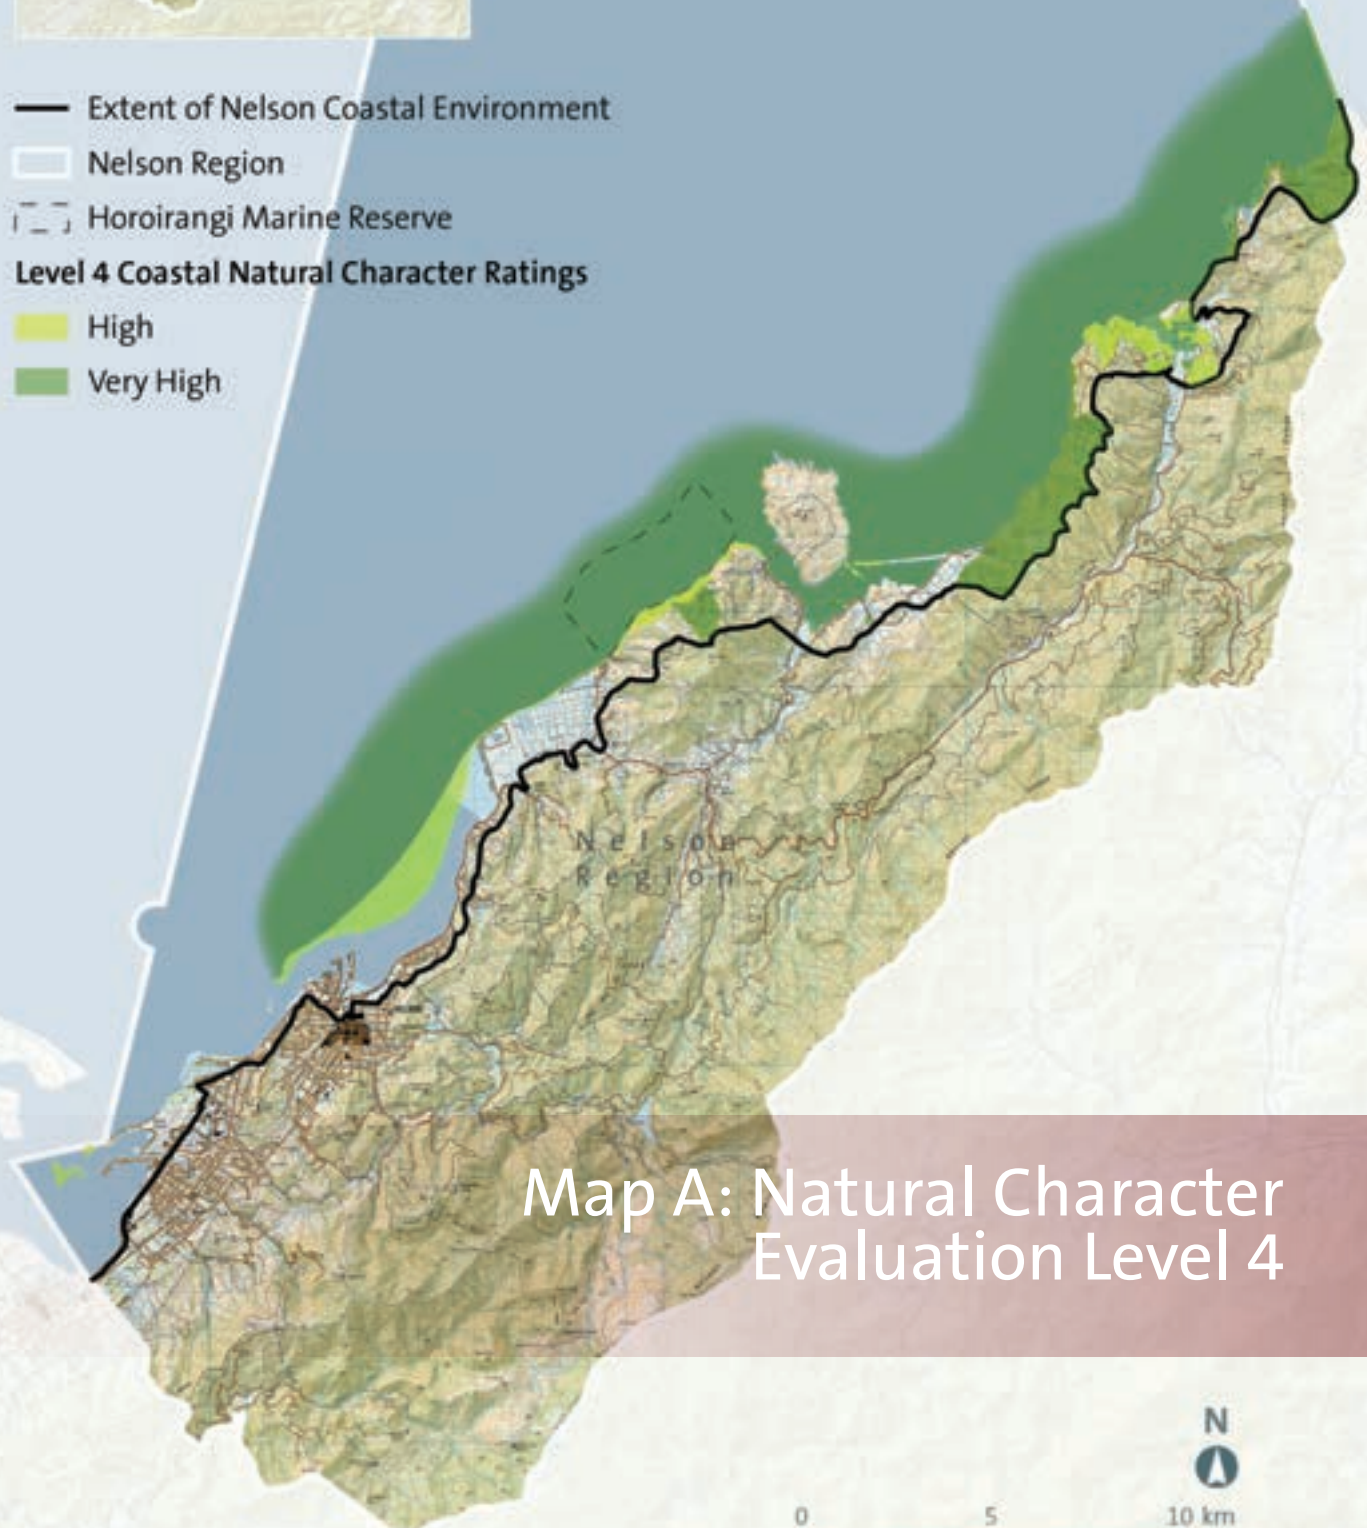 Extent of Nelson Coastal Environment
Nelson Region
Horoirangi Marine Reserve
Level 4 Coastal Natural Character Ratings
High
Very High
Nelson
Region
Map A: Natural Character
Evaluation Level 4
N
0 5 10 km